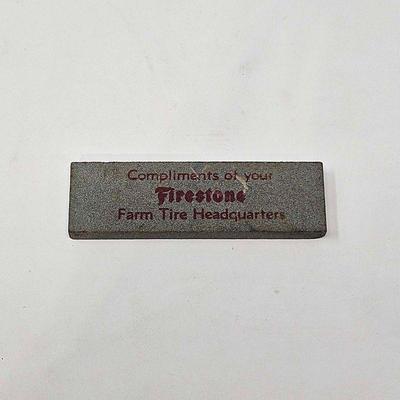 Compliments of your
Firestone
Farm Tire Headquarters